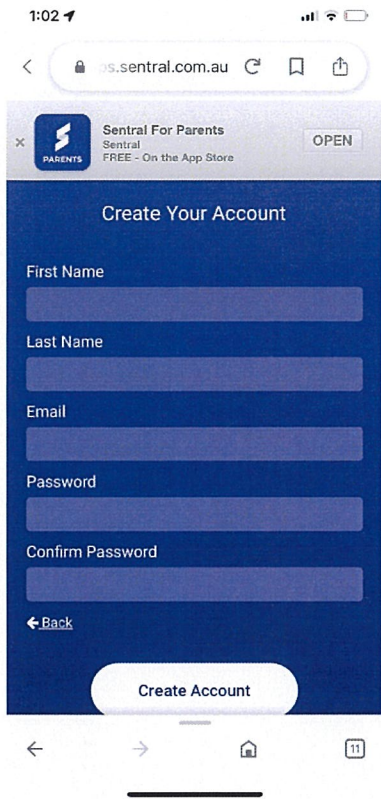 1:02
s.sentral.com.au
×
PARENTS
Sentral For Parents
Sentral
FREE - On the App Store
OPEN
Create Your Account
First Name
Last Name
Email
Password
Confirm Password
Back
Create Account
11